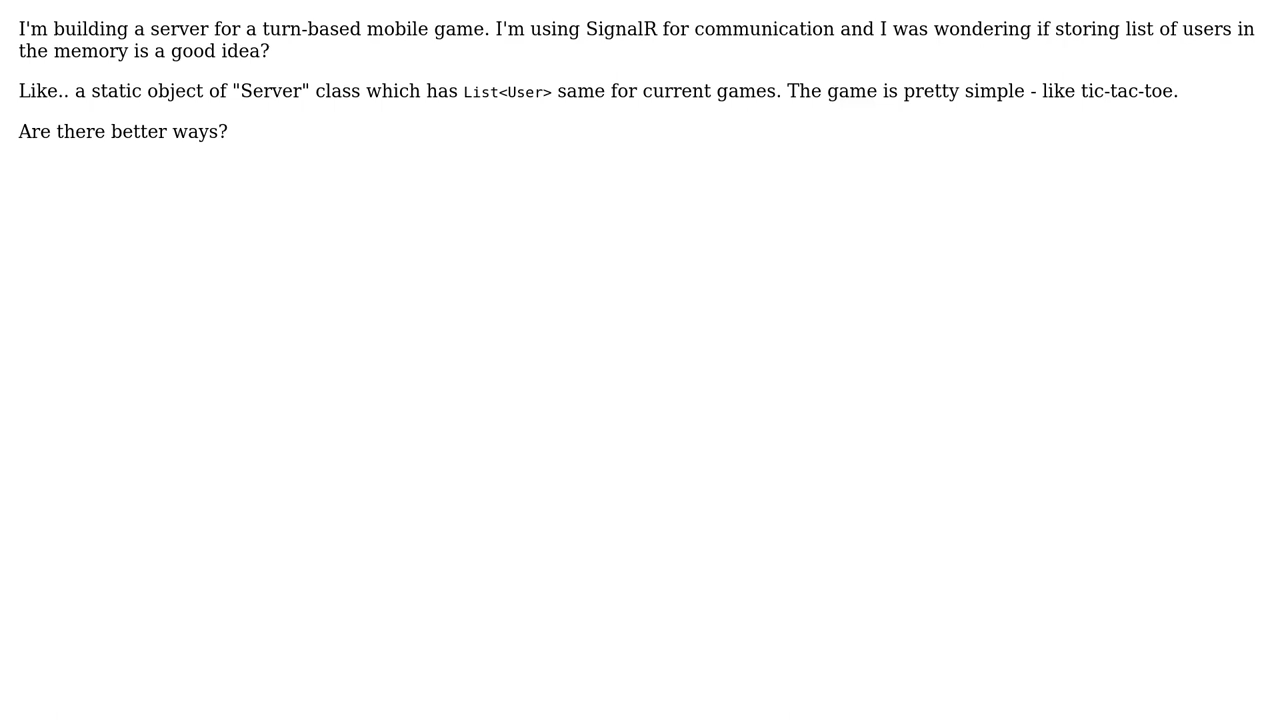 I'm building a server for a turn-based mobile game. I'm using SignalR for communication and I was wondering if storing list of users in
the memory is a good idea?
Like.. a static object of "Server" class which has List<User> same for current games. The game is pretty simple - like tic-tac-toe.
Are there better ways?